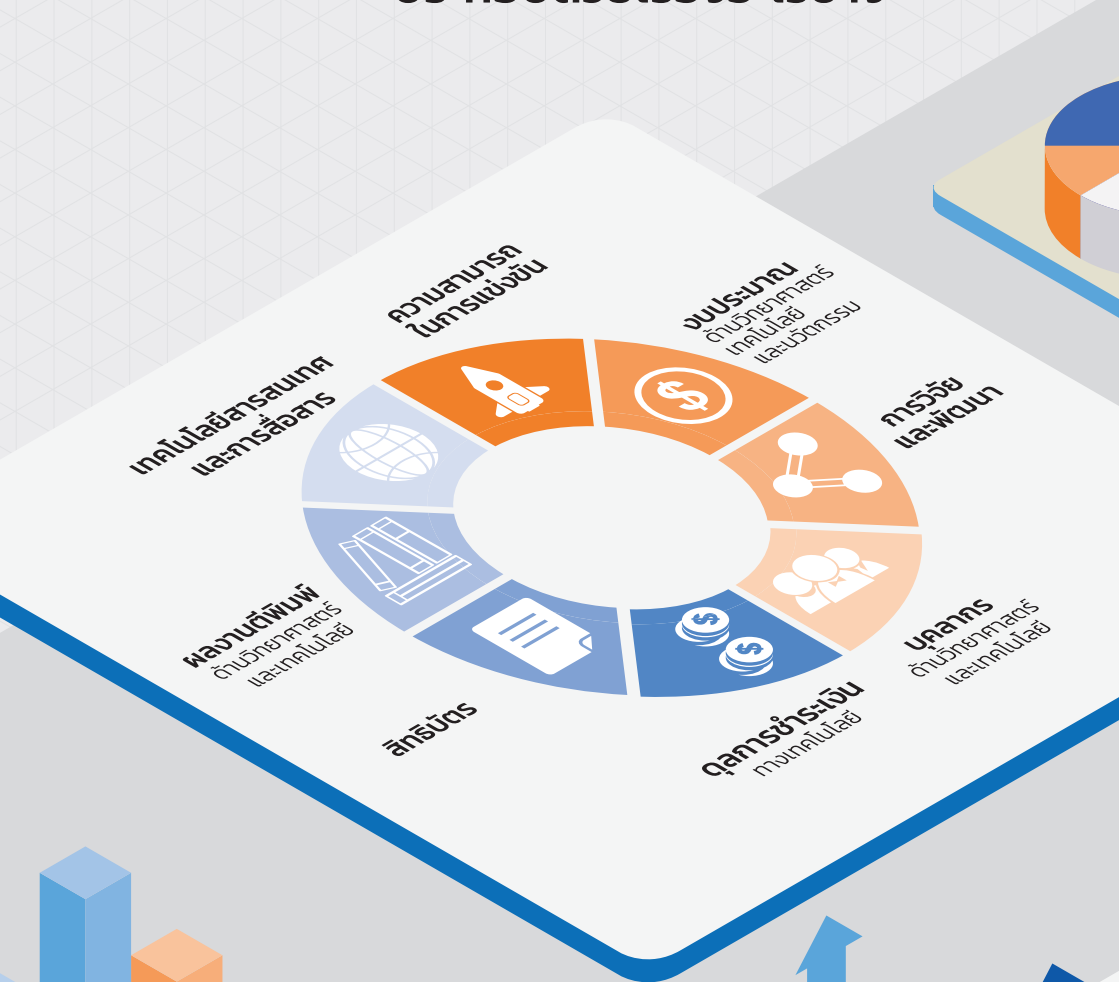 ความสามารถ
ในการแข่งขัน
งบประมาณ
ด้านวิทยาศาสตร์
เทคโนโลยี
และนวัตกรรม
การวิจัย
และพัฒนา
บุคลากร
ด้านวิทยาศาสตร์
และเทคโนโลยี
ดุลการชำระเงิน
ทางเทคโนโลยี
สิทธิบัตร
ผลงานตีพิมพ์
ด้านวิทยาศาสตร์
และเทคโนโลยี
เทคโนโลยีสารสนเทศ
และการสื่อสาร